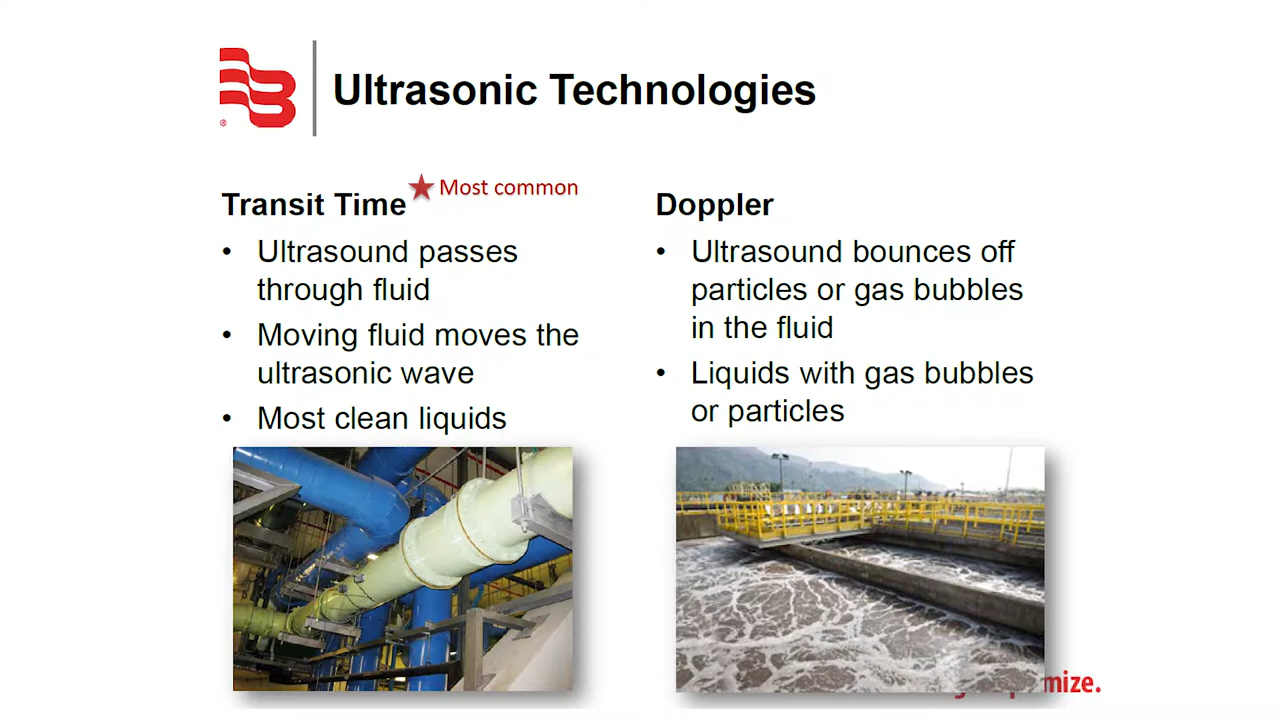 Ultrasonic Technologies
®
Most common
Transit Time
• Ultrasound passes
through fluid
• Moving fluid moves the
ultrasonic wave
• Most clean liquids
Doppler
• Ultrasound bounces off
particles or gas bubbles
in the fluid
• Liquids with gas bubbles
or particles